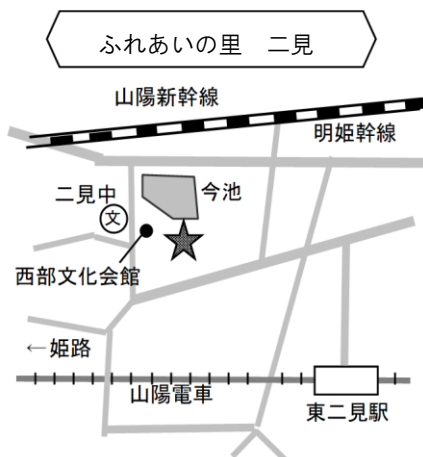 ふれあいの里　二見
山陽新幹線
明姫幹線
二見中
今池
文
西部文化会館
←姫路
山陽電車
東二見駅